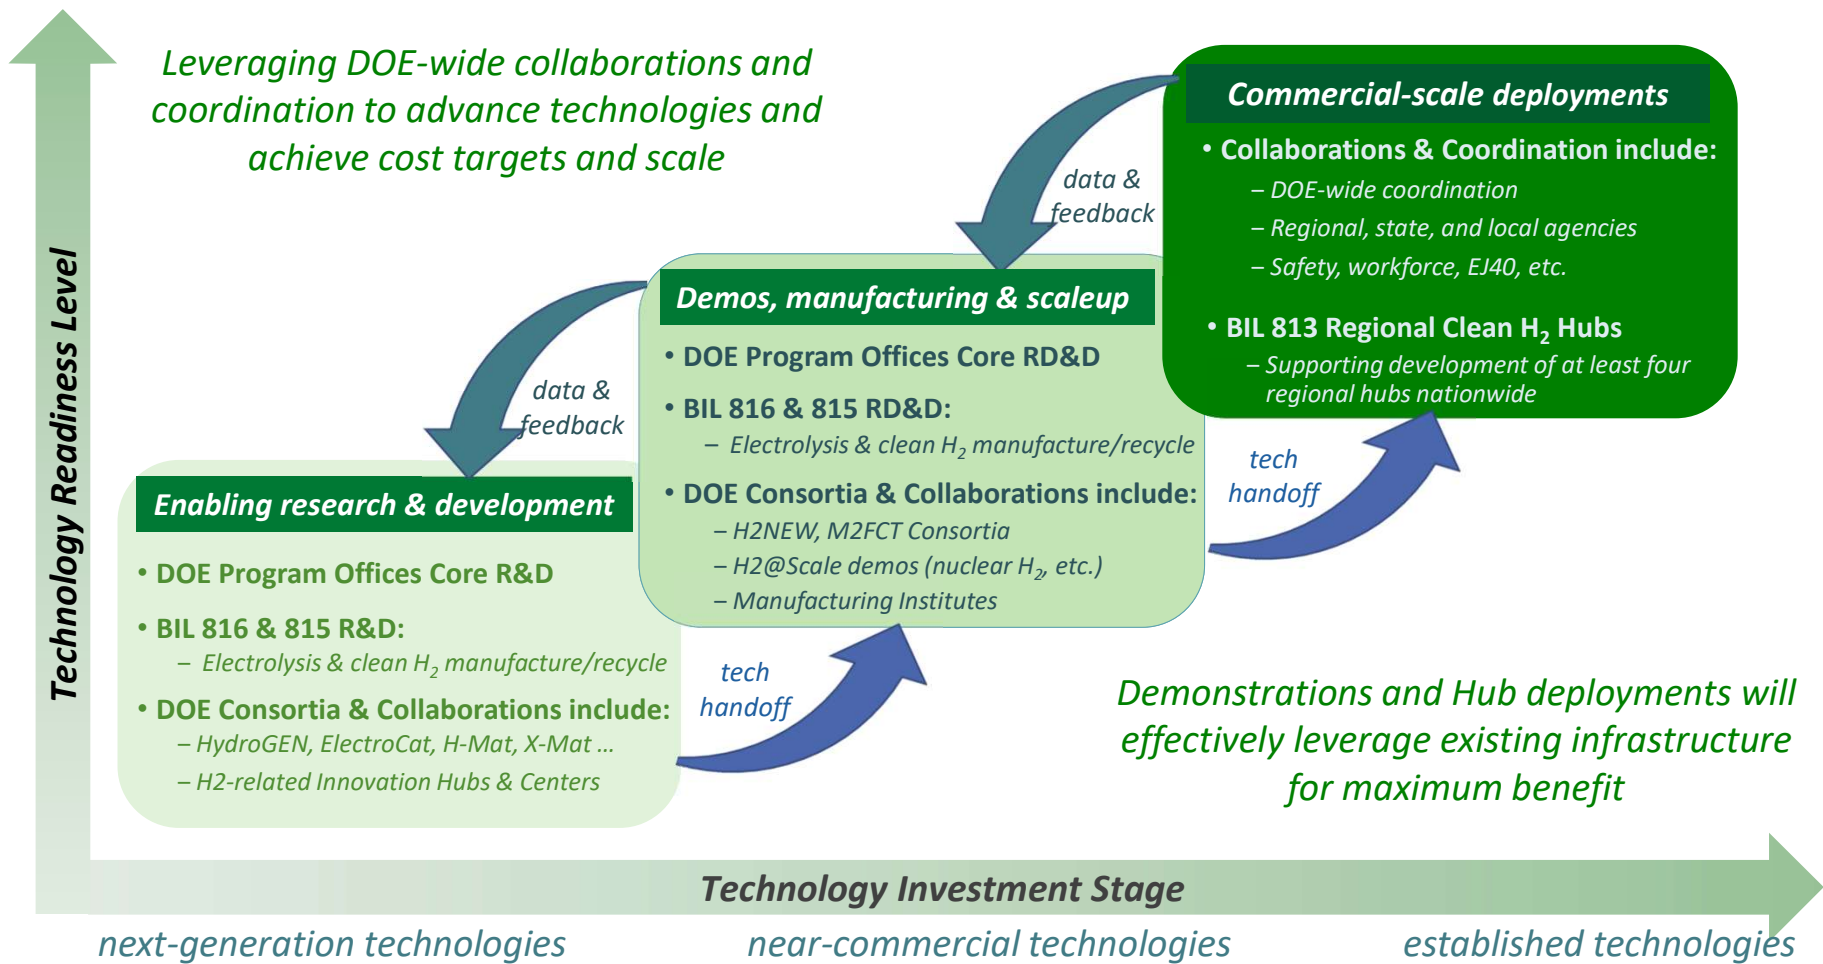 Leveraging DOE-wide collaborations and
coordination to advance technologies and
achieve cost targets and scale
Technology Readiness Level
Commercial-scale deployments
• Collaborations & Coordination include:
– DOE-wide coordination
– Regional, state, and local agencies
– Safety, workforce, EJ40, etc.
• BIL 813 Regional Clean H₂ Hubs
– Supporting development of at least four
regional hubs nationwide
data &
feedback
Demos, manufacturing & scaleup
• DOE Program Offices Core RD&D
• BIL 816 & 815 RD&D:
– Electrolysis & clean H₂ manufacture/recycle
• DOE Consortia & Collaborations include:
– H2NEW, M2FCT Consortia
– H2@Scale demos (nuclear H₂, etc.)
– Manufacturing Institutes
tech
handoff
data &
feedback
Enabling research & development
• DOE Program Offices Core R&D
• BIL 816 & 815 R&D:
– Electrolysis & clean H₂ manufacture/recycle
• DOE Consortia & Collaborations include:
– HydroGEN, ElectroCat, H-Mat, X-Mat ...
– H2-related Innovation Hubs & Centers
tech
handoff
Demonstrations and Hub deployments will
effectively leverage existing infrastructure
for maximum benefit
Technology Investment Stage
next-generation technologies
near-commercial technologies
established technologies